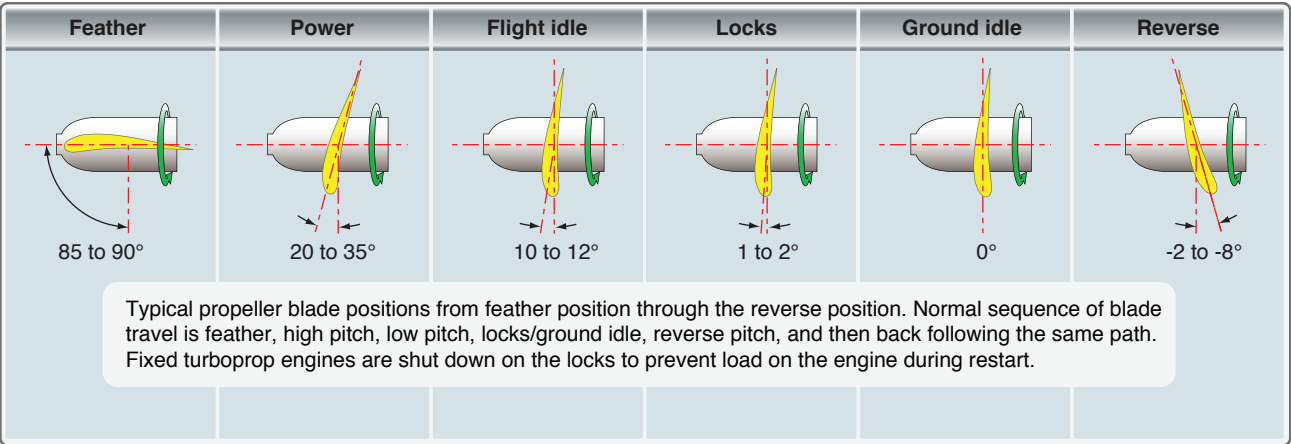 Feather Power Flight idle Locks Ground idle Reverse
85 to 90° 20 to 35° 10 to 12° 1 to 2° 0° -2 to -8°
Typical propeller blade positions from feather position through the reverse position. Normal sequence of blade
travel is feather, high pitch, low pitch, locks/ground idle, reverse pitch, and then back following the same path.
Fixed turboprop engines are shut down on the locks to prevent load on the engine during restart.